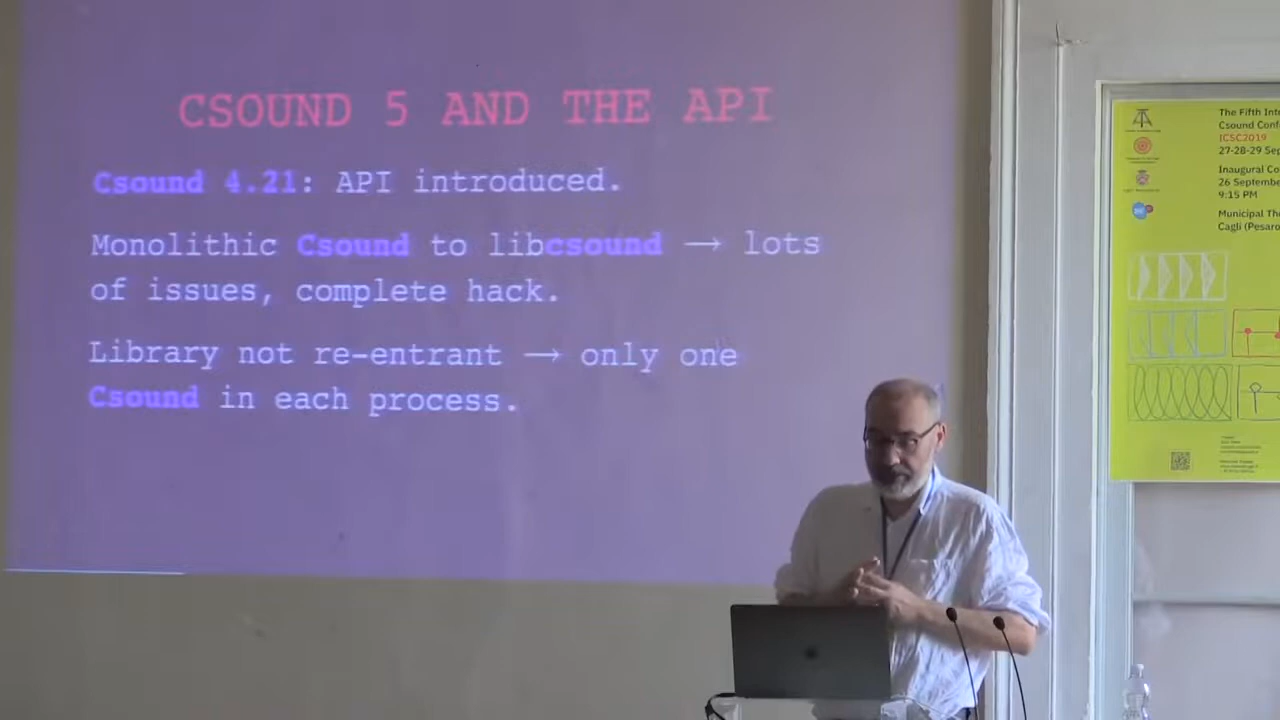 CSOUND 5 AND THE API
Csound 4.21: API introduced.
Monolithic Csound to libcsound → lots
of issues, complete hack.
Library not re-entrant → only one
Csound in each process.
The Fifth Inte
Csound Conf
ICSC2019
27-28-29 Sep
Inaugural Co
26 Septembe
9:15 PM
Municipal The
Cagli (Pesaro